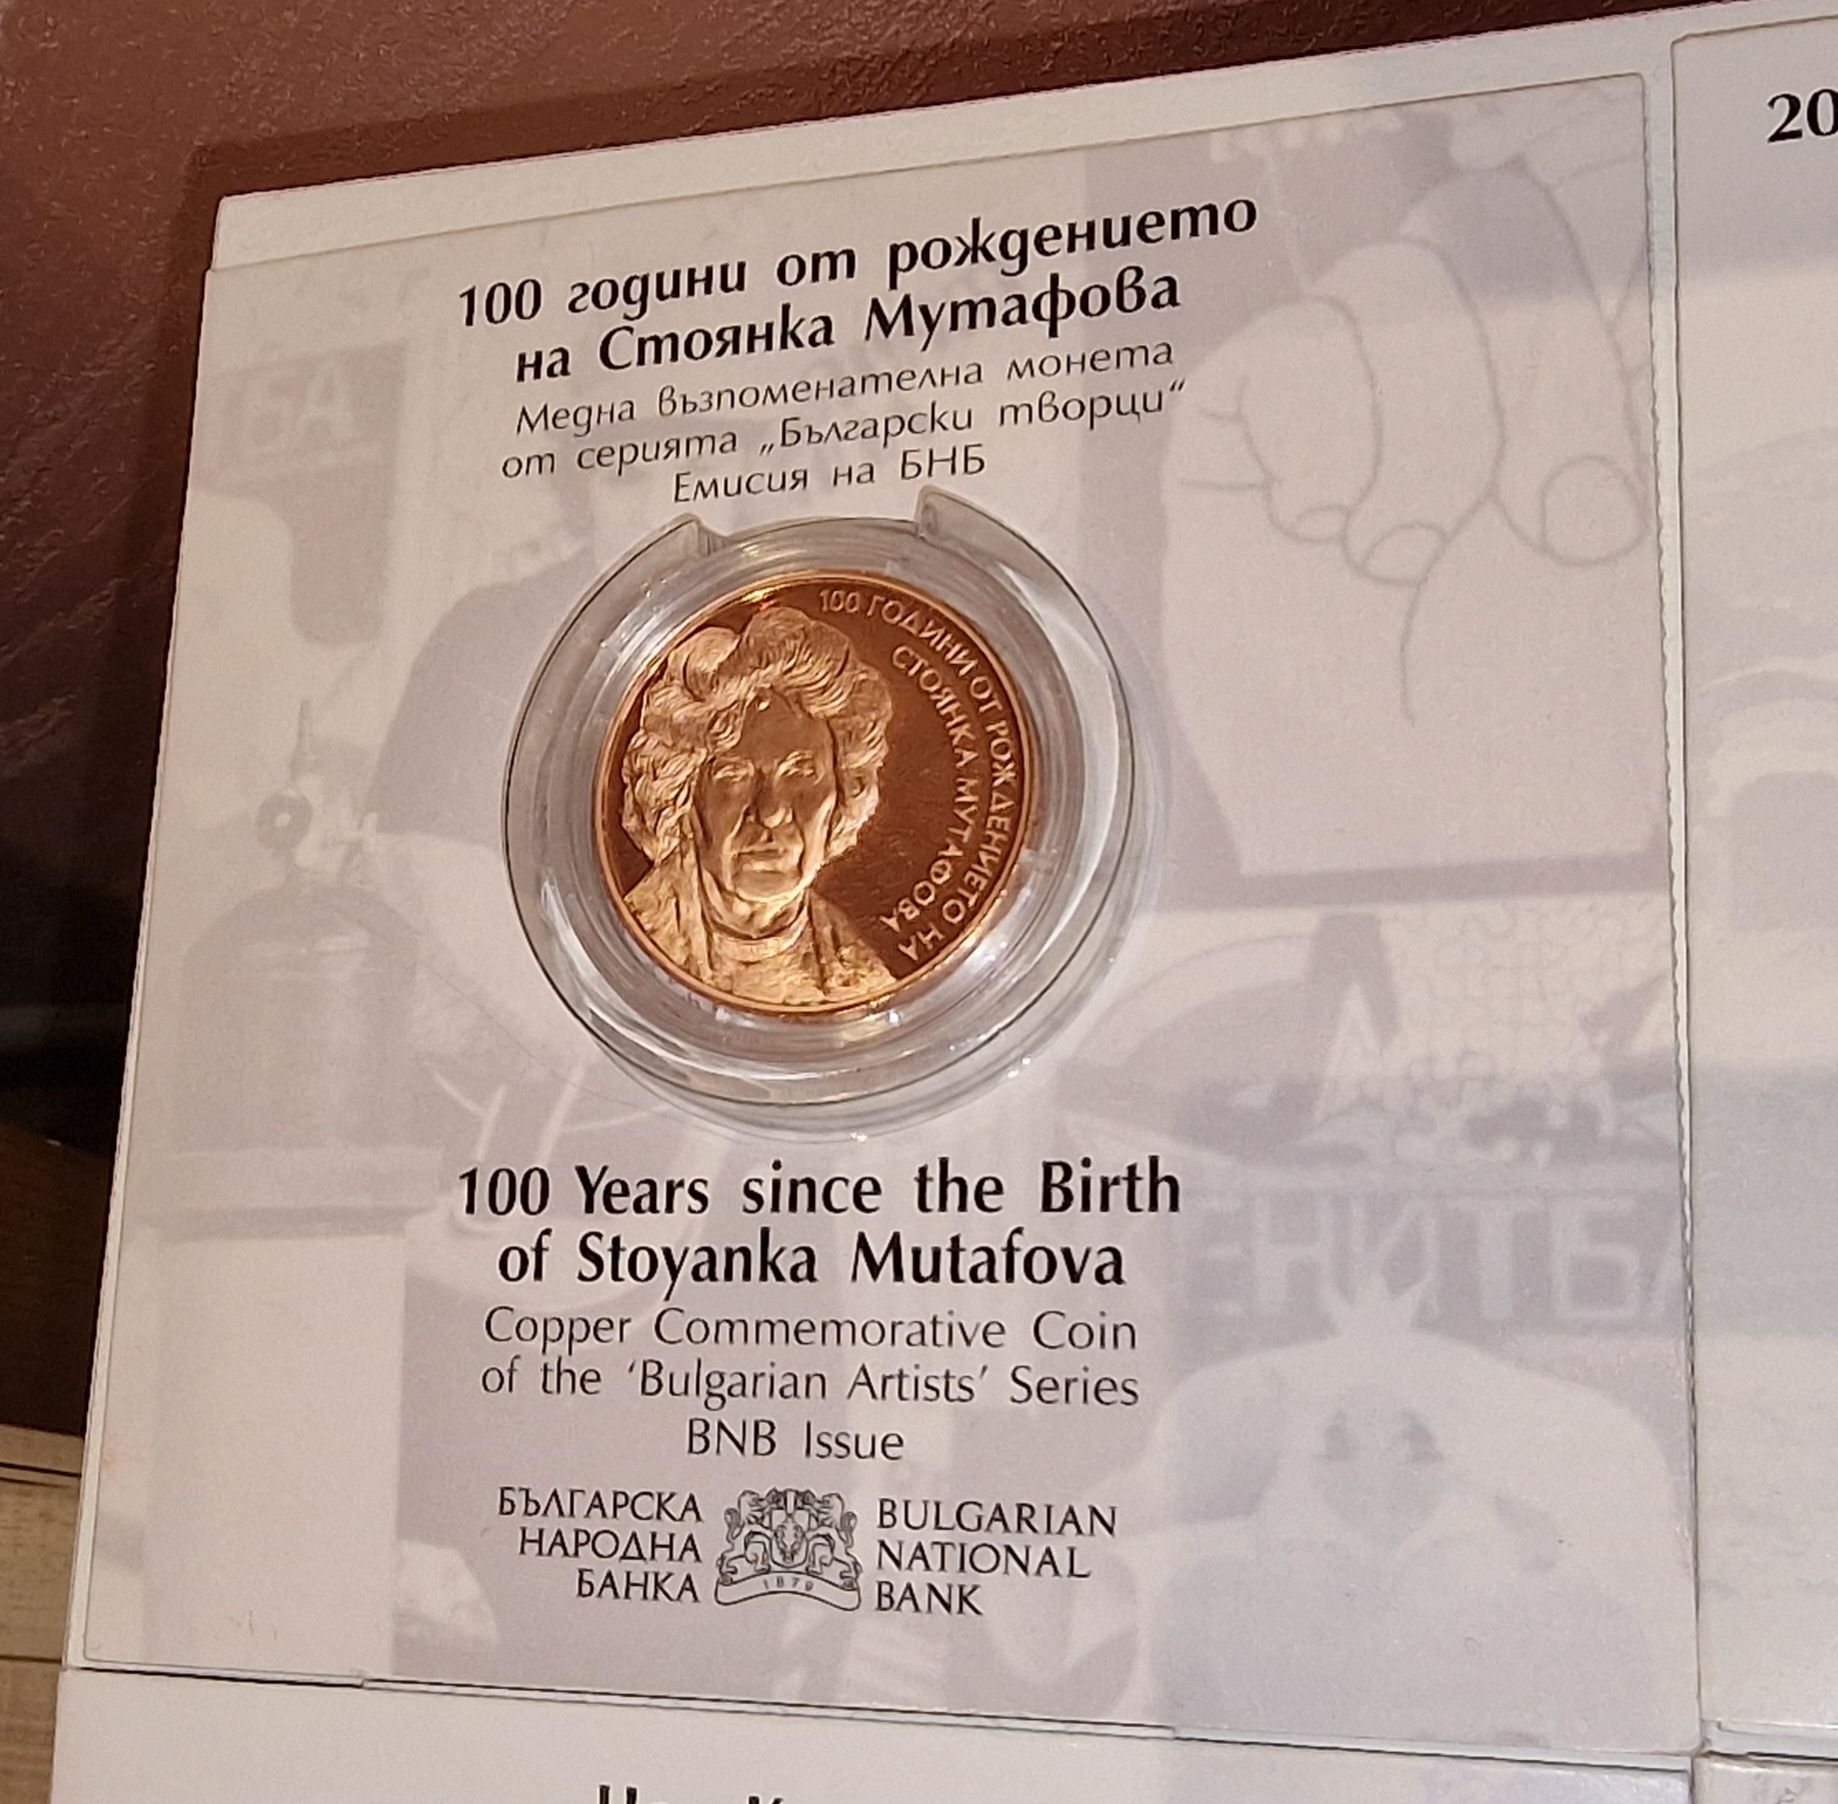 100 години от рождението
на Стоянка Мутафова
Медна възпоменателна монета
от серията „Български творци“
Емисия на БНБ
100 ГОДИНИ ОТ РОЖДЕНИЕТО НА
СТОЯНКА МУТАФОВА
100 Years since the Birth
of Stoyanka Mutafova
Copper Commemorative Coin
of the ‘Bulgarian Artists’ Series
BNB Issue
БЪЛГАРСКА
НАРОДНА
БАНКА
1879
BULGARIAN
NATIONAL
BANK
20